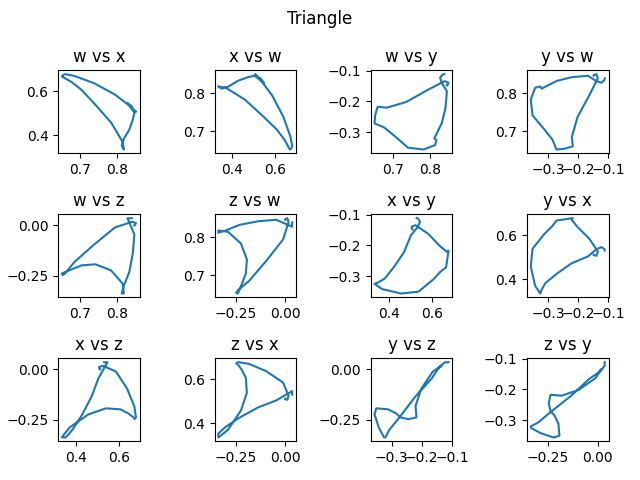 Triangle
w vs x
x vs w
w vs y
y vs w
0.6
0.4
0.7 0.8
0.8
0.7
0.4 0.6
−0.1
−0.2
−0.3
0.7 0.8
0.8
0.7
−0.3 −0.2 −0.1
w vs z
z vs w
x vs y
y vs x
0.00
−0.25
0.7 0.8
0.8
0.7
−0.25 0.00
−0.1
−0.2
−0.3
0.4 0.6
0.6
0.4
−0.3 −0.2 −0.1
x vs z
z vs x
y vs z
z vs y
0.00
−0.25
0.4 0.6
0.6
0.4
−0.25 0.00
0.00
−0.25
−0.3 −0.2 −0.1
−0.1
−0.2
−0.3
−0.25 0.00